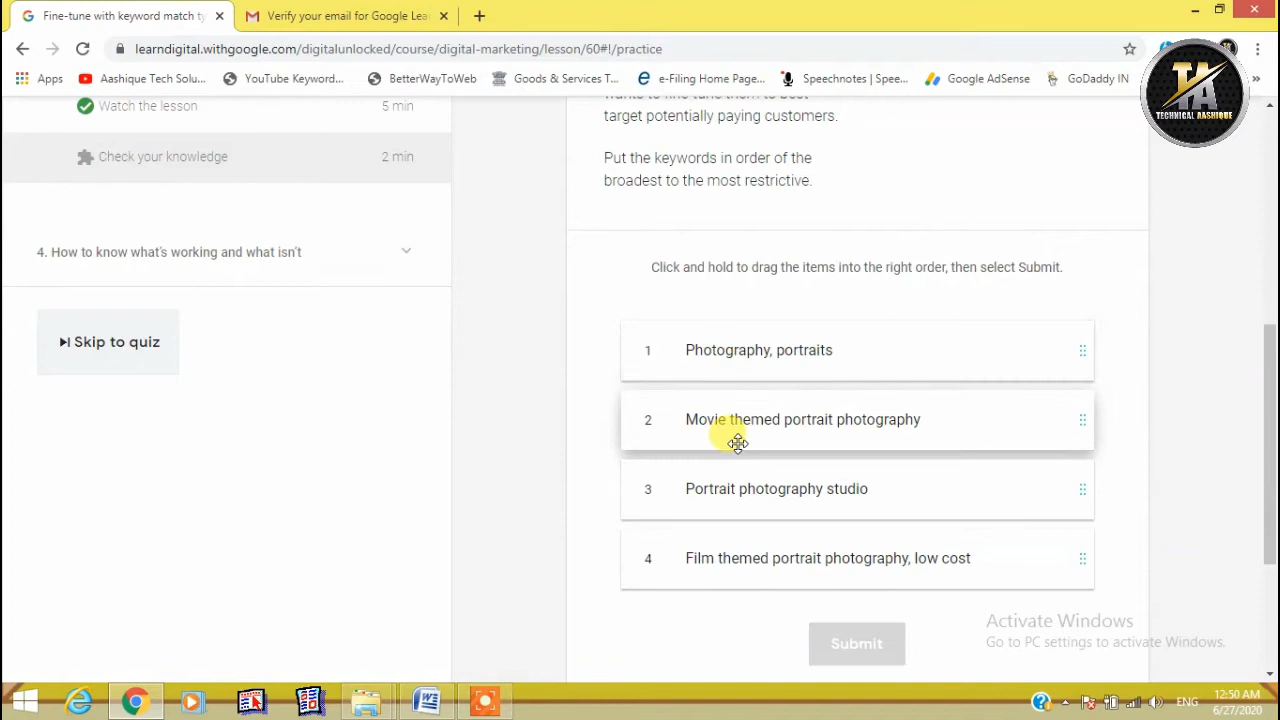 Fine-tune with keyword match ty
Verify your email for Google Lea
learndigital.withgoogle.com/digitalunlocked/course/digital-marketing/lesson/60#!/practice
Apps
Aashique Tech Solu...
YouTube Keyword...
BetterWayToWeb
Goods & Services T...
e-Filing Home Page...
Speechnotes | Spee...
Google AdSense
GoDaddy IN
»
TA
TECHNICAL AASHIQUE
Watch the lesson
5 min
target potentially paying customers.
Check your knowledge
2 min
Put the keywords in order of the
broadest to the most restrictive.
4. How to know what's working and what isn't
Click and hold to drag the items into the right order, then select Submit.
Skip to quiz
1 Photography, portraits
2 Movie themed portrait photography
3 Portrait photography studio
4 Film themed portrait photography, low cost
Submit
Activate Windows
Go to PC settings to activate Windows.
ENG
12:50 AM
6/27/2020